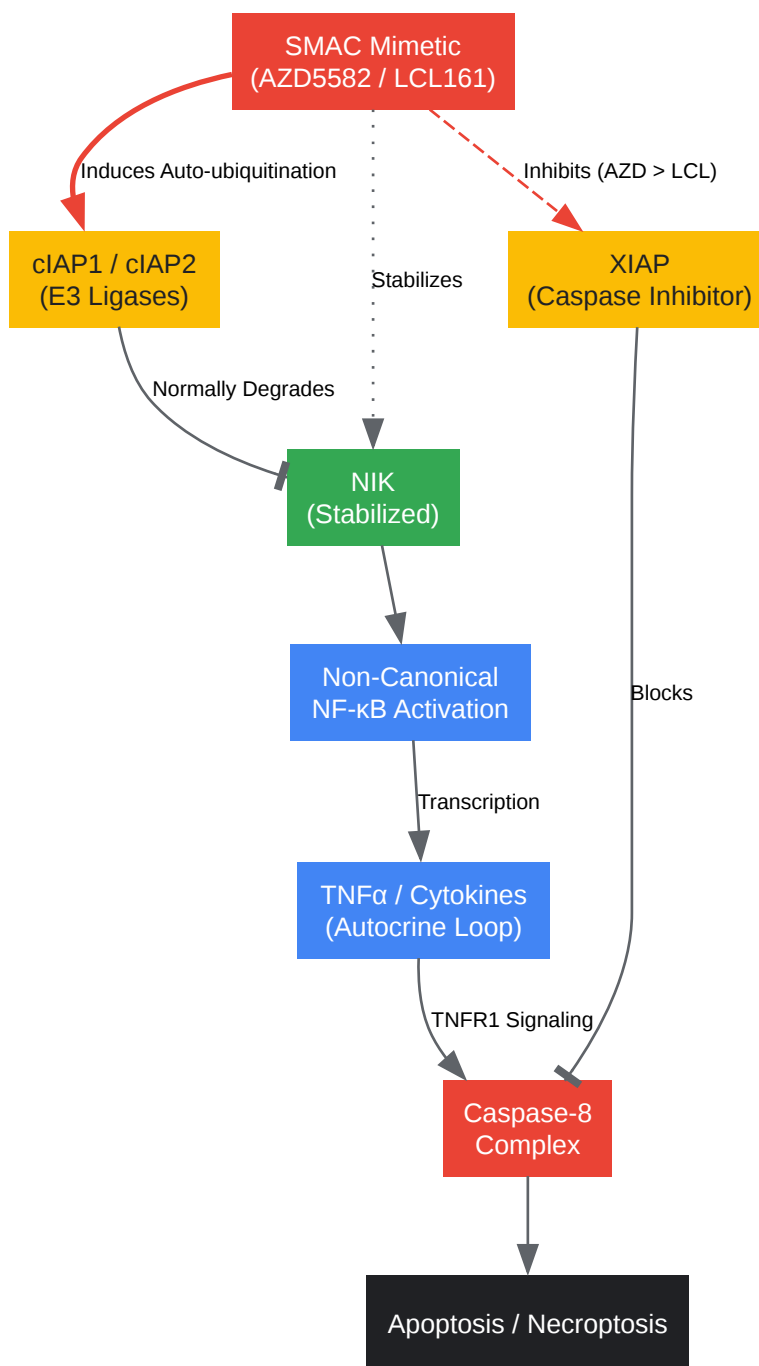 SMAC Mimetic
(AZD5582 / LCL161)
Induces Auto-ubiquitination
Inhibits (AZD > LCL)
cIAP1 / cIAP2
(E3 Ligases)
XIAP
(Caspase Inhibitor)
Stabilizes
Normally Degrades
NIK
(Stabilized)
Non-Canonical
NF-κB Activation
Blocks
Transcription
TNFα / Cytokines
(Autocrine Loop)
TNFR1 Signaling
Caspase-8
Complex
Apoptosis / Necroptosis